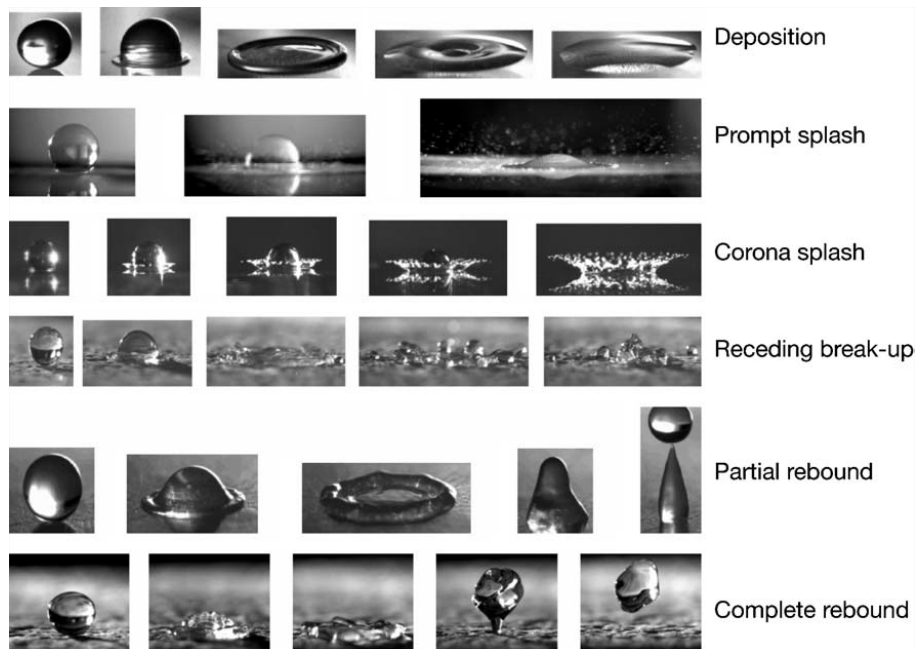 Deposition
Prompt splash
Corona splash
Receding break-up
Partial rebound
Complete rebound